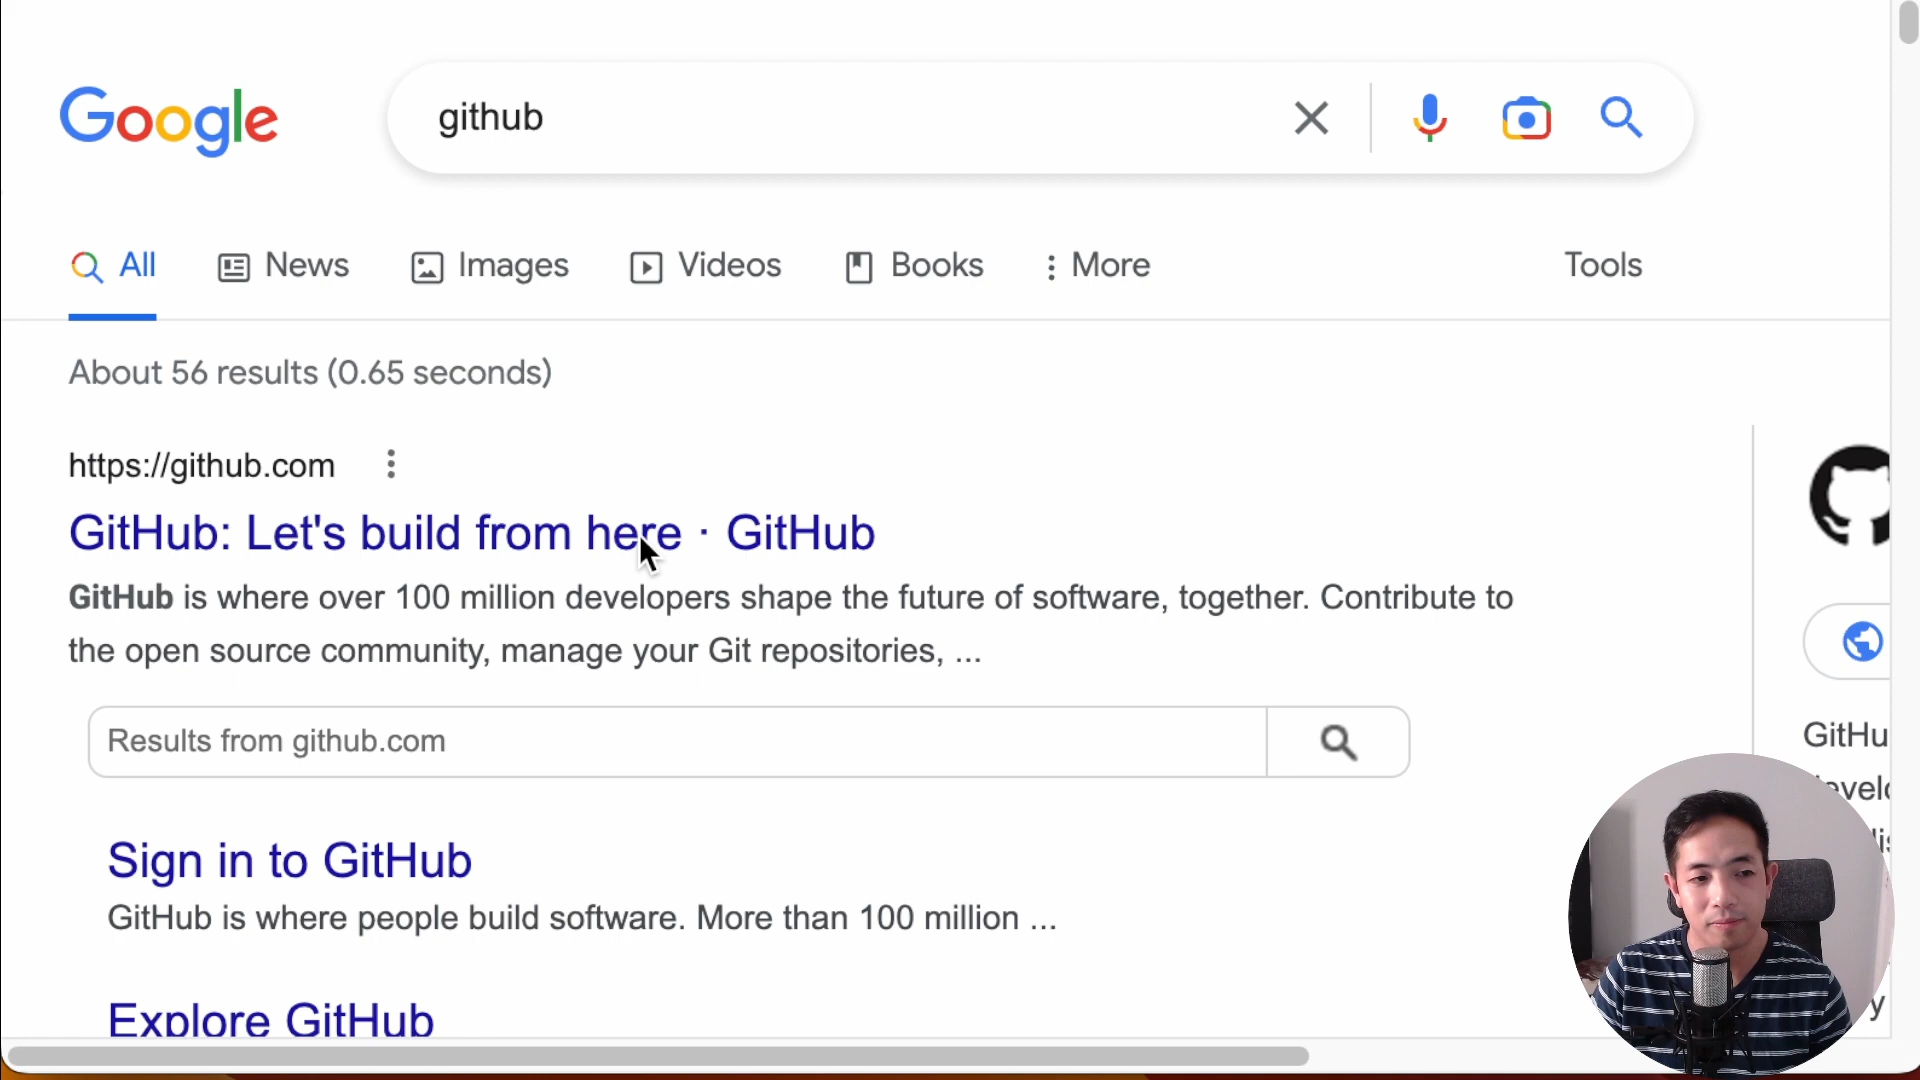 Google
github
All
News
Images
Videos
Books
More
Tools
About 56 results (0.65 seconds)
https://github.com
GitHub: Let's build from here · GitHub
GitHub is where over 100 million developers shape the future of software, together. Contribute to
the open source community, manage your Git repositories, ...
Results from github.com
Sign in to GitHub
GitHub is where people build software. More than 100 million ...
Explore GitHub
GitHu